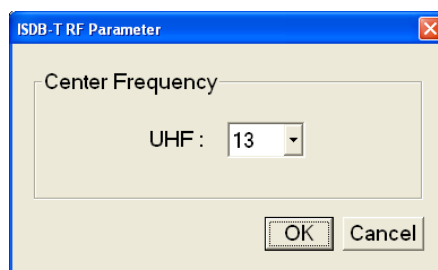 ISDB-T RF Parameter
Center Frequency
UHF : 13
OK Cancel